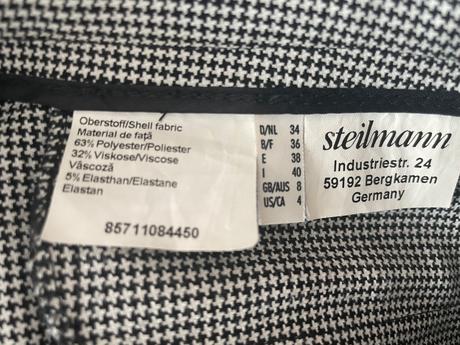 Oberstoff/Shell fabric
Material de față
63% Polyester/Poliester
32% Viskose/Viscose
Vâscoză
5% Elasthan/Elastane
Elastan
85711084450
D/NL 34
B/F 36
E 38
I 40
GB/AUS 8
US/CA 4
steilmann
Industriestr. 24
59192 Bergkamen
Germany